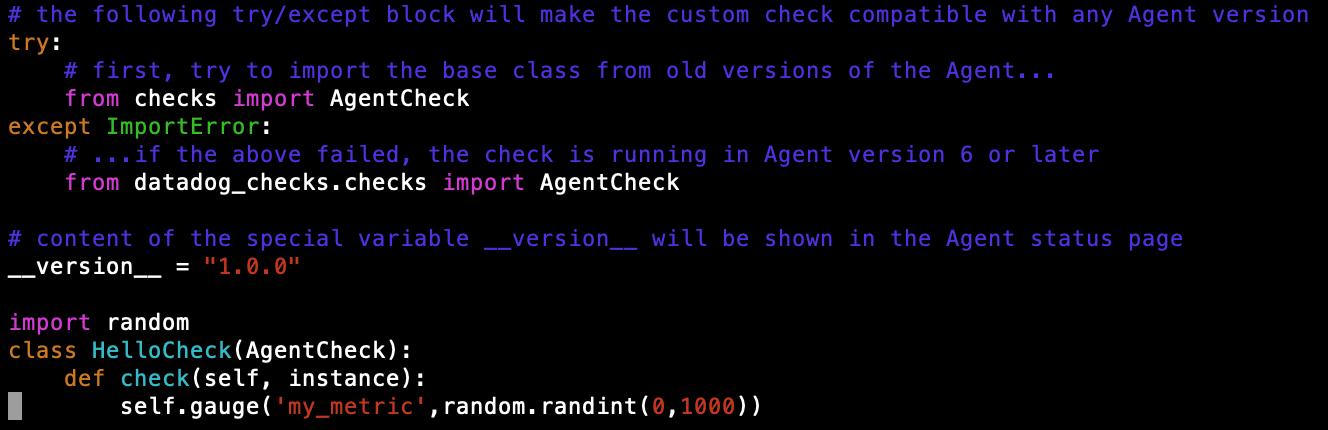 # the following try/except block will make the custom check compatible with any Agent version
try:
    # first, try to import the base class from old versions of the Agent...
    from checks import AgentCheck
except ImportError:
    # ...if the above failed, the check is running in Agent version 6 or later
    from datadog_checks.checks import AgentCheck

# content of the special variable __version__ will be shown in the Agent status page
__version__ = "1.0.0"

import random
class HelloCheck(AgentCheck):
    def check(self, instance):
        self.gauge('my_metric',random.randint(0,1000))